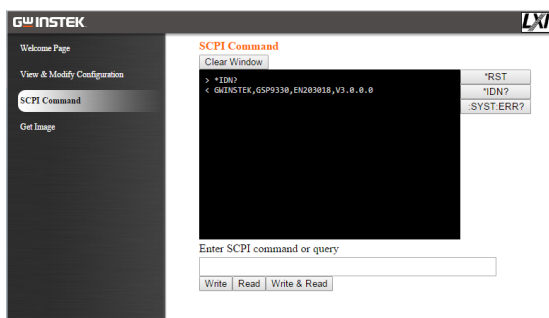 GWINSTEK
LXI
Welcome Page
View & Modify Configuration
SCPI Command
Get Image
SCPI Command
Clear Window
> *IDN?
< GWINSTEK,GSP9330,EN203018,V3.0.0.0
*RST
*IDN?
:SYST:ERR?
Enter SCPI command or query
Write
Read
Write & Read